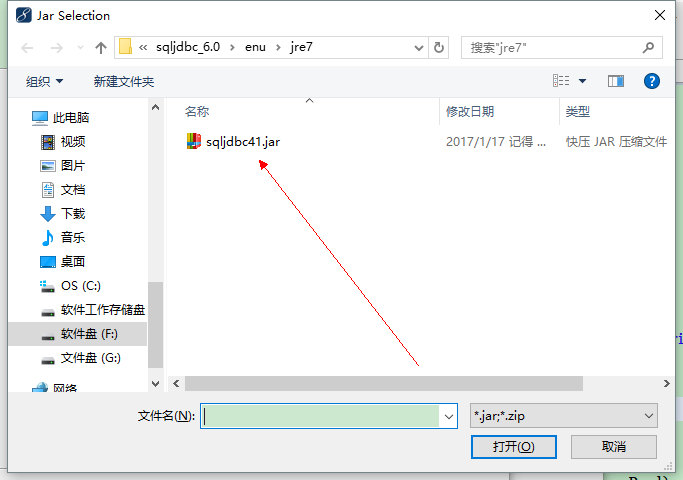 Jar Selection
« sqljdbc_6.0 enu jre7
搜索"jre7"
组织 新建文件夹
名称 修改日期 类型
sqljdbc41.jar 2017/1/17 记得 ... 快压 JAR 压缩文件
此电脑
视频
图片
文档
下载
音乐
桌面
OS (C:)
软件工作存储盘
软件盘 (F:)
文件盘 (G:)
网络
文件名(N): *.jar;*.zip
打开(O) 取消